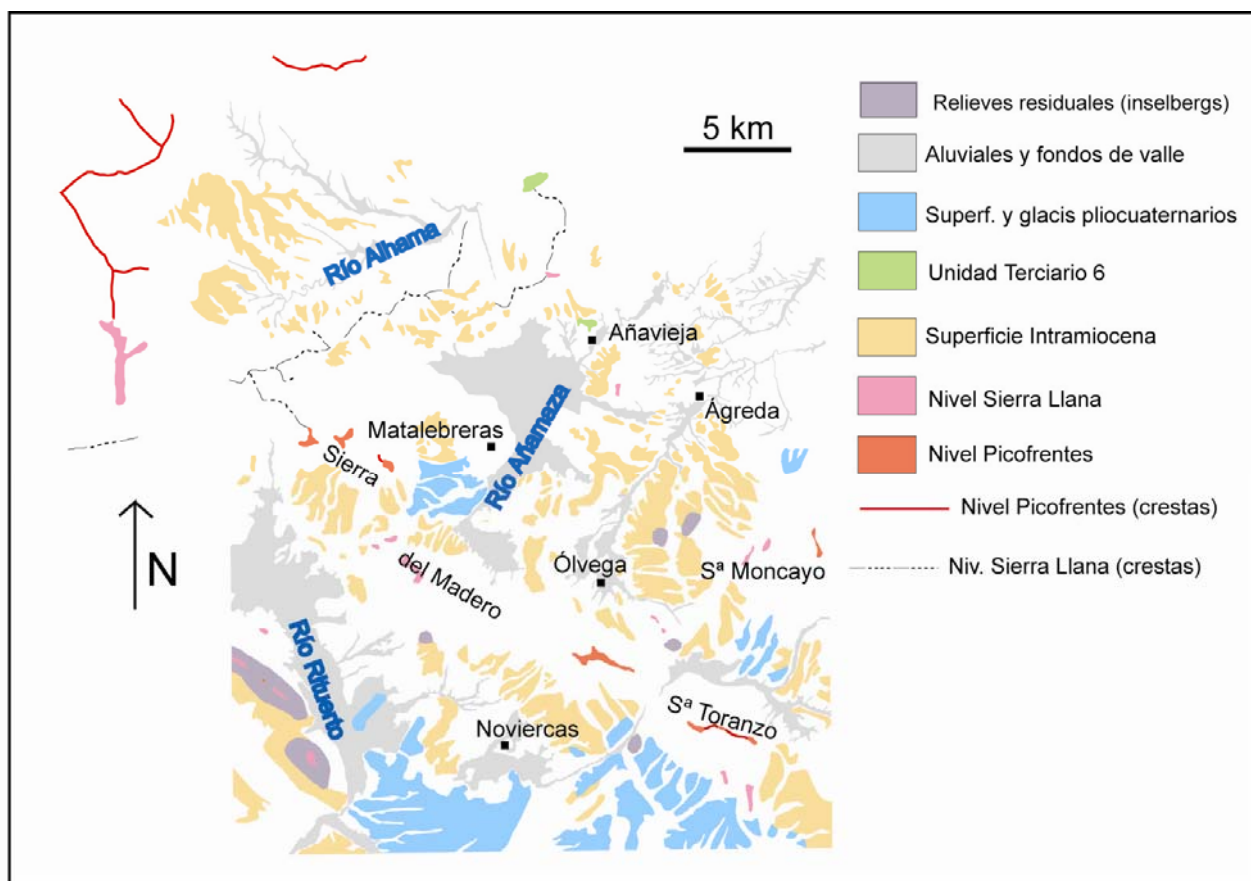 5 km
Relieves residuales (inselbergs)
Aluviales y fondos de valle
Superf. y glacis pliocuaternarios
Unidad Terciario 6
Superficie Intramiocena
Nivel Sierra Llana
Nivel Picofrentes
Nivel Picofrentes (crestas)
Niv. Sierra Llana (crestas)
Río Alhama
Añavieja
Ágreda
Matalebreras
Río Añameza
Sierra
del Madero
N
Ólvega
Sª Moncayo
Río Rituerto
Sª Toranzo
Noviercas